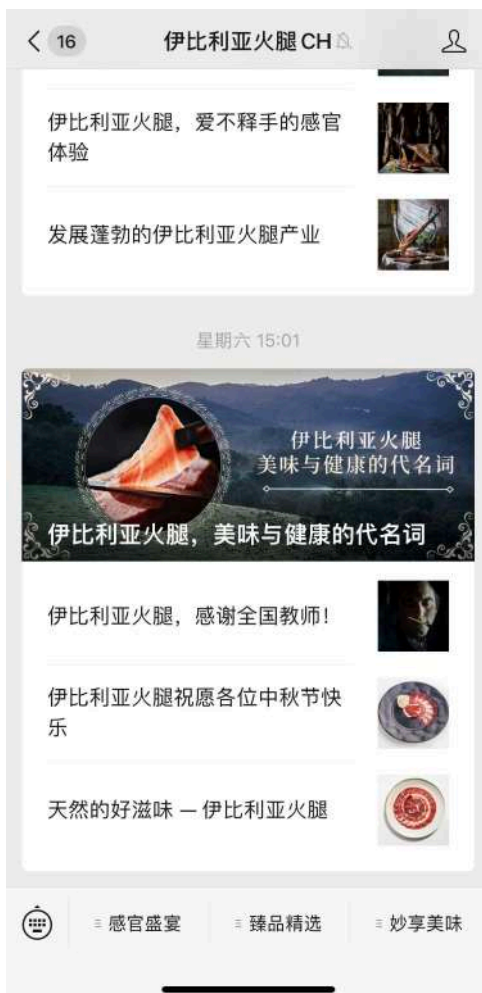 16
伊比利亚火腿 CH
伊比利亚火腿，爱不释手的感官
体验
发展蓬勃的伊比利亚火腿产业
星期六 15:01
伊比利亚火腿
美味与健康的代名词
伊比利亚火腿，美味与健康的代名词
伊比利亚火腿，感谢全国教师！
伊比利亚火腿祝愿各位中秋节快
乐
天然的好滋味 — 伊比利亚火腿
感官盛宴
臻品精选
妙享美味